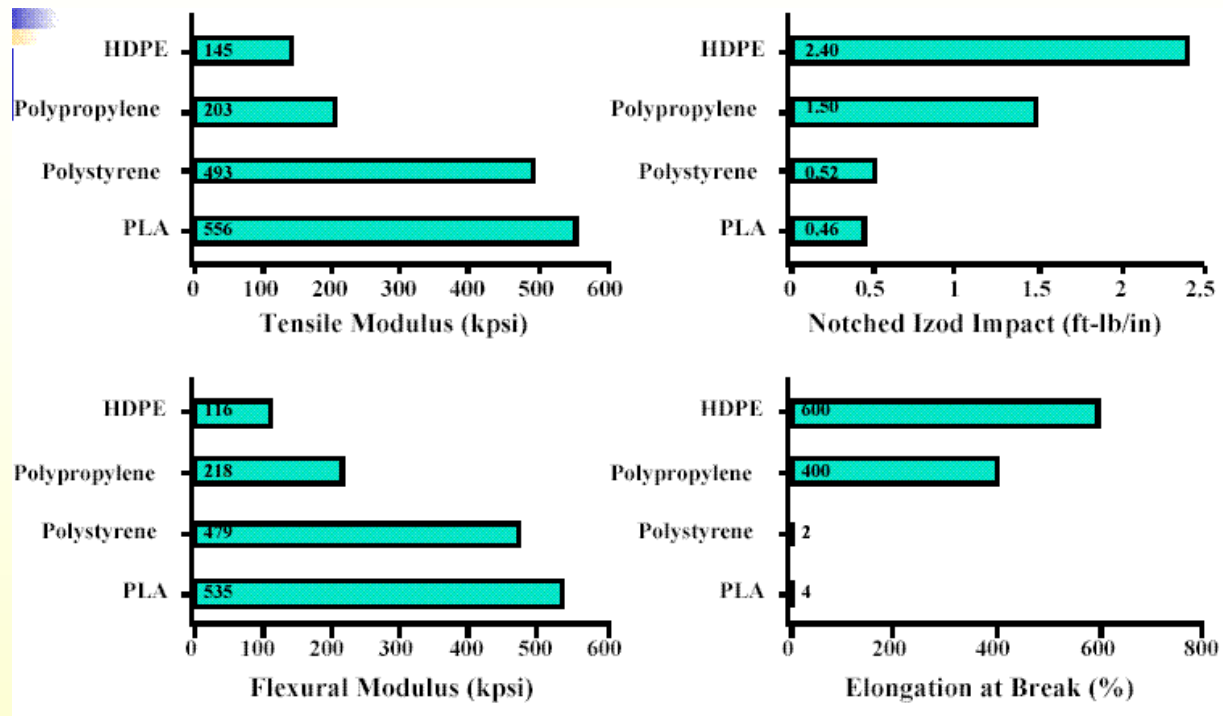 HDPE 145
Polypropylene 203
Polystyrene 493
PLA 556
0 100 200 300 400 500 600
Tensile Modulus (kpsi)
HDPE 2.40
Polypropylene 1.50
Polystyrene 0.52
PLA 0.46
0 0.5 1 1.5 2 2.5
Notched Izod Impact (ft-lb/in)
HDPE 116
Polypropylene 218
Polystyrene 479
PLA 535
0 100 200 300 400 500 600
Flexural Modulus (kpsi)
HDPE 600
Polypropylene 400
Polystyrene 2
PLA 4
0 200 400 600 800
Elongation at Break (%)